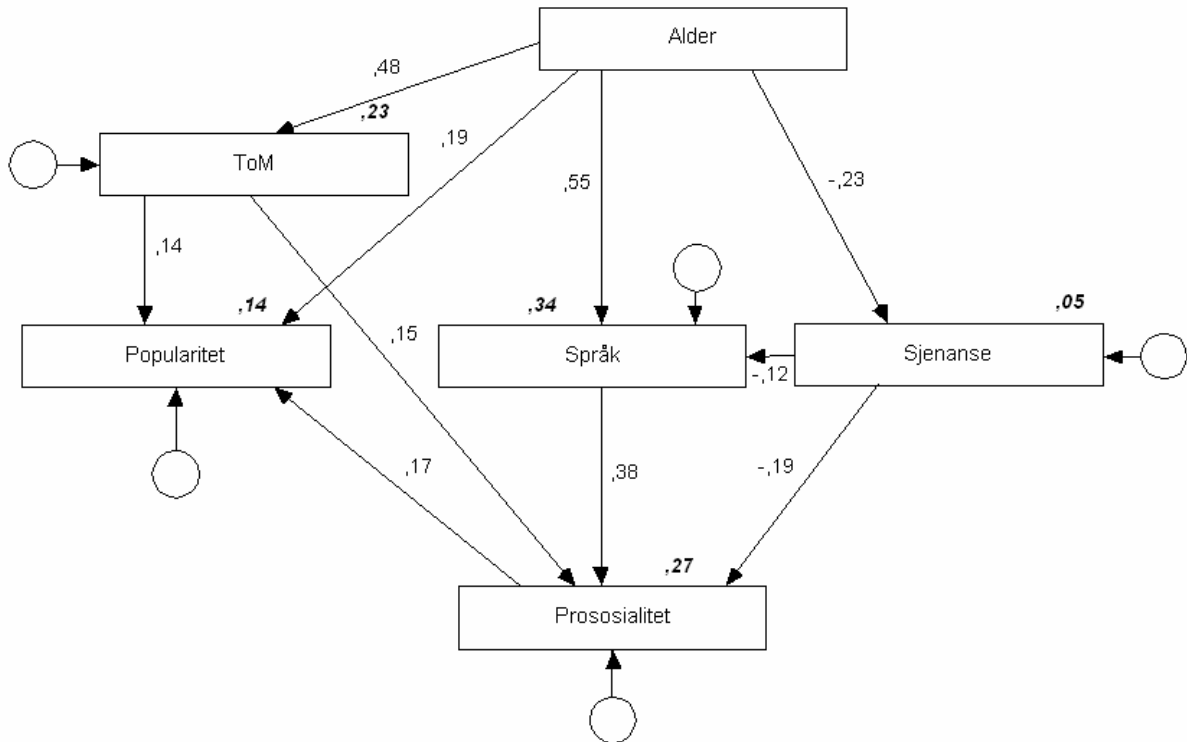 Alder
,48
,23
ToM
,19
,55
-,23
,14
,14
,34
,05
Popularitet
,15
Språk
Sjenanse
-,12
,17
,38
-,19
,27
Prososialitet